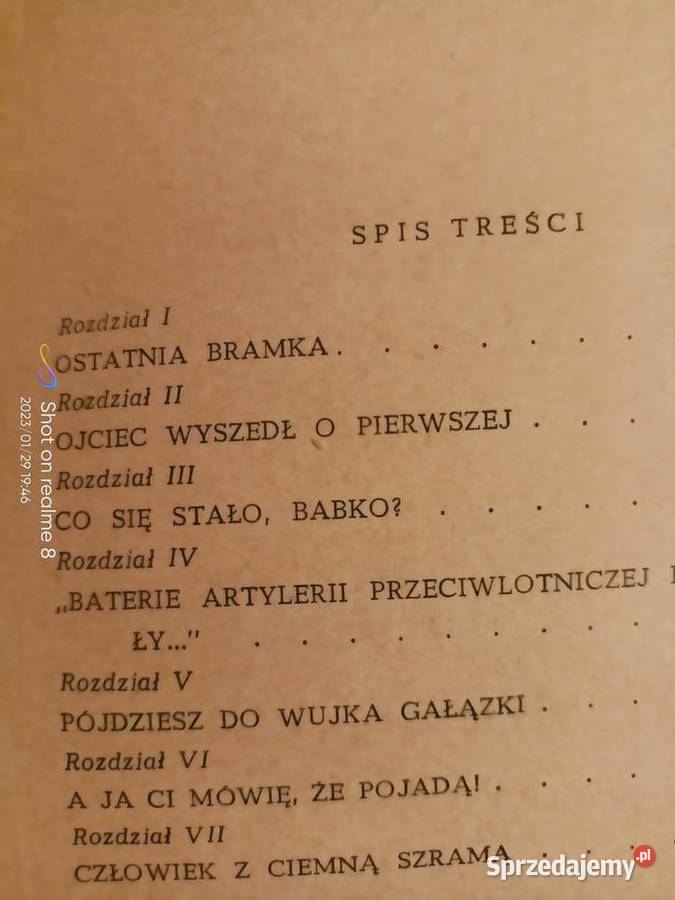 SPIS TREŚCI
Rozdział I
OSTATNIA BRAMKA . . . . . . .
Rozdział II
OJCIEC WYSZEDŁ O PIERWSZEJ . . .
Rozdział III
CO SIĘ STAŁO, BABKO? . . . . .
Rozdział IV
„BATERIE ARTYLERII PRZECIWLOTNICZEJ
ŁY..." . . . . . . . . .
Rozdział V
PÓJDZIESZ DO WUJKA GAŁĄZKI . . .
Rozdział VI
A JA CI MÓWIĘ, ŻE POJADĄ! . . . .
Rozdział VII
CZŁOWIEK Z CIEMNĄ SZRAMĄ . . .
Shot on realme 8
2023/01/29 19:46
Sprzedajemy.pl